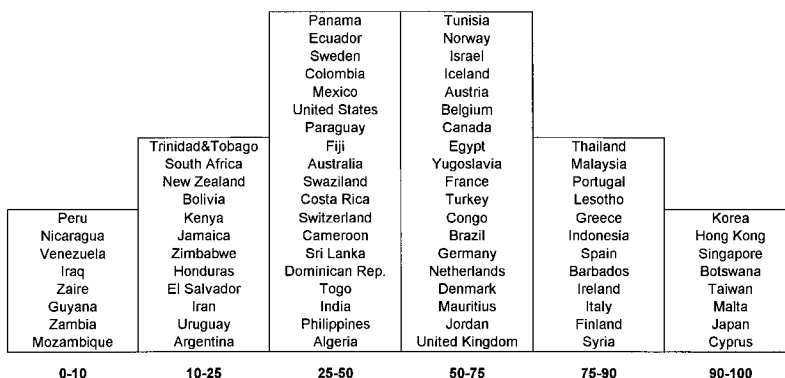 Peru
Nicaragua
Venezuela
Iraq
Zaire
Guyana
Zambia
Mozambique
0-10
Trinidad&Tobago
South Africa
New Zealand
Bolivia
Kenya
Jamaica
Zimbabwe
Honduras
El Salvador
Iran
Uruguay
Argentina
10-25
Panama
Ecuador
Sweden
Colombia
Mexico
United States
Paraguay
Fiji
Australia
Swaziland
Costa Rica
Switzerland
Cameroon
Sri Lanka
Dominican Rep.
Togo
India
Philippines
Algeria
25-50
Tunisia
Norway
Israel
Iceland
Austria
Belgium
Canada
Egypt
Yugoslavia
France
Turkey
Congo
Brazil
Germany
Netherlands
Denmark
Mauritius
Jordan
United Kingdom
50-75
Thailand
Malaysia
Portugal
Lesotho
Greece
Indonesia
Spain
Barbados
Ireland
Italy
Finland
Syria
75-90
Korea
Hong Kong
Singapore
Botswana
Taiwan
Malta
Japan
Cyprus
90-100